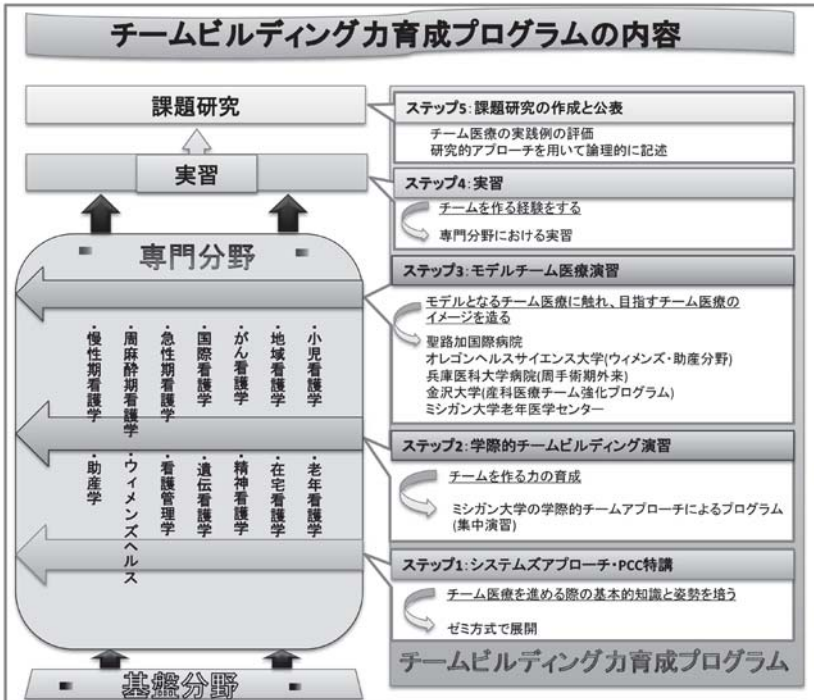 チームビルディング力育成プログラムの内容
課題研究
実習
専門分野
・小児看護学
・地域看護学
・がん看護学
・国際看護学
・急性期看護学
・周麻酔期看護学
・慢性期看護学
・老年看護学
・在宅看護学
・精神看護学
・遺伝看護学
・看護管理学
・ウィメンズヘルス
・助産学
基盤分野
ステップ5:課題研究の作成と公表
チーム医療の実践例の評価
研究的アプローチを用いて論理的に記述
ステップ4:実習
チームを作る経験をする
専門分野における実習
ステップ3:モデルチーム医療演習
モデルとなるチーム医療に触れ、目指すチーム医療の
イメージを造る
聖路加国際病院
オレゴンヘルスサイエンス大学(ウィメンズ・助産分野)
兵庫医科大学病院(周手術期外来)
金沢大学(産科医療チーム強化プログラム)
ミシガン大学老年医学センター
ステップ2:学際的チームビルディング演習
チームを作る力の育成
ミシガン大学の学際的チームアプローチによるプログラム
(集中演習)
ステップ1:システムズアプローチ・PCC特講
チーム医療を進める際の基本的知識と姿勢を培う
ゼミ方式で展開
チームビルディング力育成プログラム